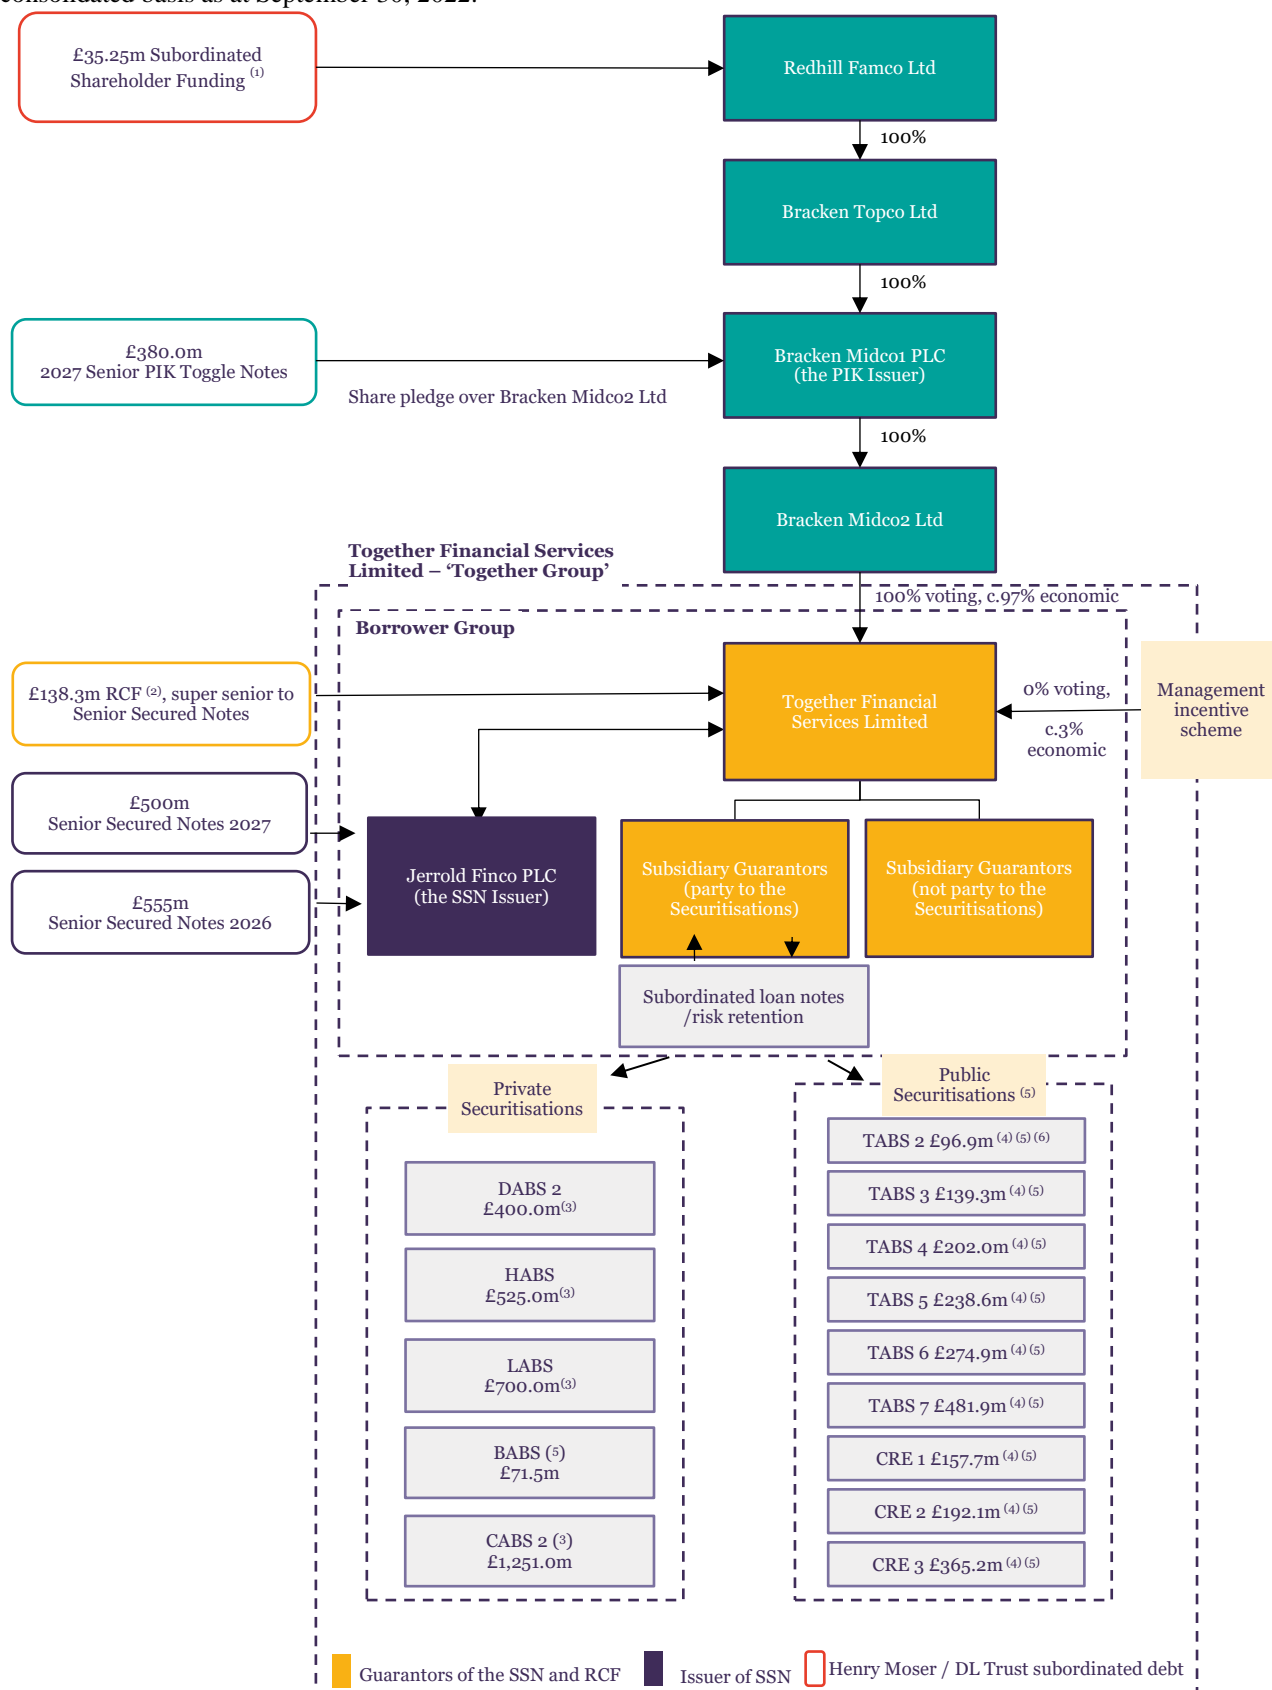 consolidated basis as at September 30, 2022.
£35.25m Subordinated
Shareholder Funding (1)
Redhill Famco Ltd
100%
Bracken Topco Ltd
100%
£380.0m
2027 Senior PIK Toggle Notes
Share pledge over Bracken Midco2 Ltd
Bracken Midco1 PLC
(the PIK Issuer)
100%
Bracken Midco2 Ltd
Together Financial Services
Limited – ‘Together Group’
100% voting, c.97% economic
Borrower Group
£138.3m RCF (2), super senior to
Senior Secured Notes
Together Financial
Services Limited
0% voting,
c.3%
economic
Management
incentive
scheme
£500m
Senior Secured Notes 2027
£555m
Senior Secured Notes 2026
Jerrold Finco PLC
(the SSN Issuer)
Subsidiary Guarantors
(party to the
Securitisations)
Subsidiary Guarantors
(not party to the
Securitisations)
Subordinated loan notes
/risk retention
Private
Securitisations
DABS 2
£400.0m(3)
HABS
£525.0m(3)
LABS
£700.0m(3)
BABS (5)
£71.5m
CABS 2 (3)
£1,251.0m
Public
Securitisations (5)
TABS 2 £96.9m (4) (5) (6)
TABS 3 £139.3m (4) (5)
TABS 4 £202.0m (4) (5)
TABS 5 £238.6m (4) (5)
TABS 6 £274.9m (4) (5)
TABS 7 £481.9m (4) (5)
CRE 1 £157.7m (4) (5)
CRE 2 £192.1m (4) (5)
CRE 3 £365.2m (4) (5)
Guarantors of the SSN and RCF
Issuer of SSN
Henry Moser / DL Trust subordinated debt